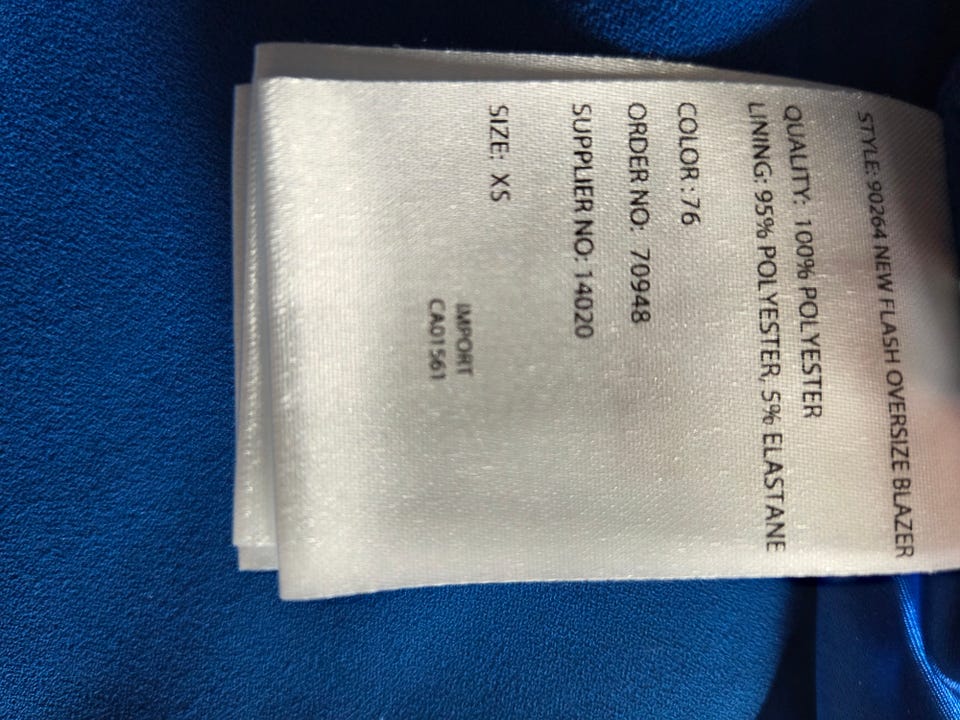 STYLE: 90264 NEW FLASH OVERSIZE BLAZER
QUALITY: 100% POLYESTER
LINING: 95% POLYESTER, 5% ELASTANE
COLOR : 76
ORDER NO: 70948
SUPPLIER NO: 14020
SIZE: XS
IMPORT
CA01561